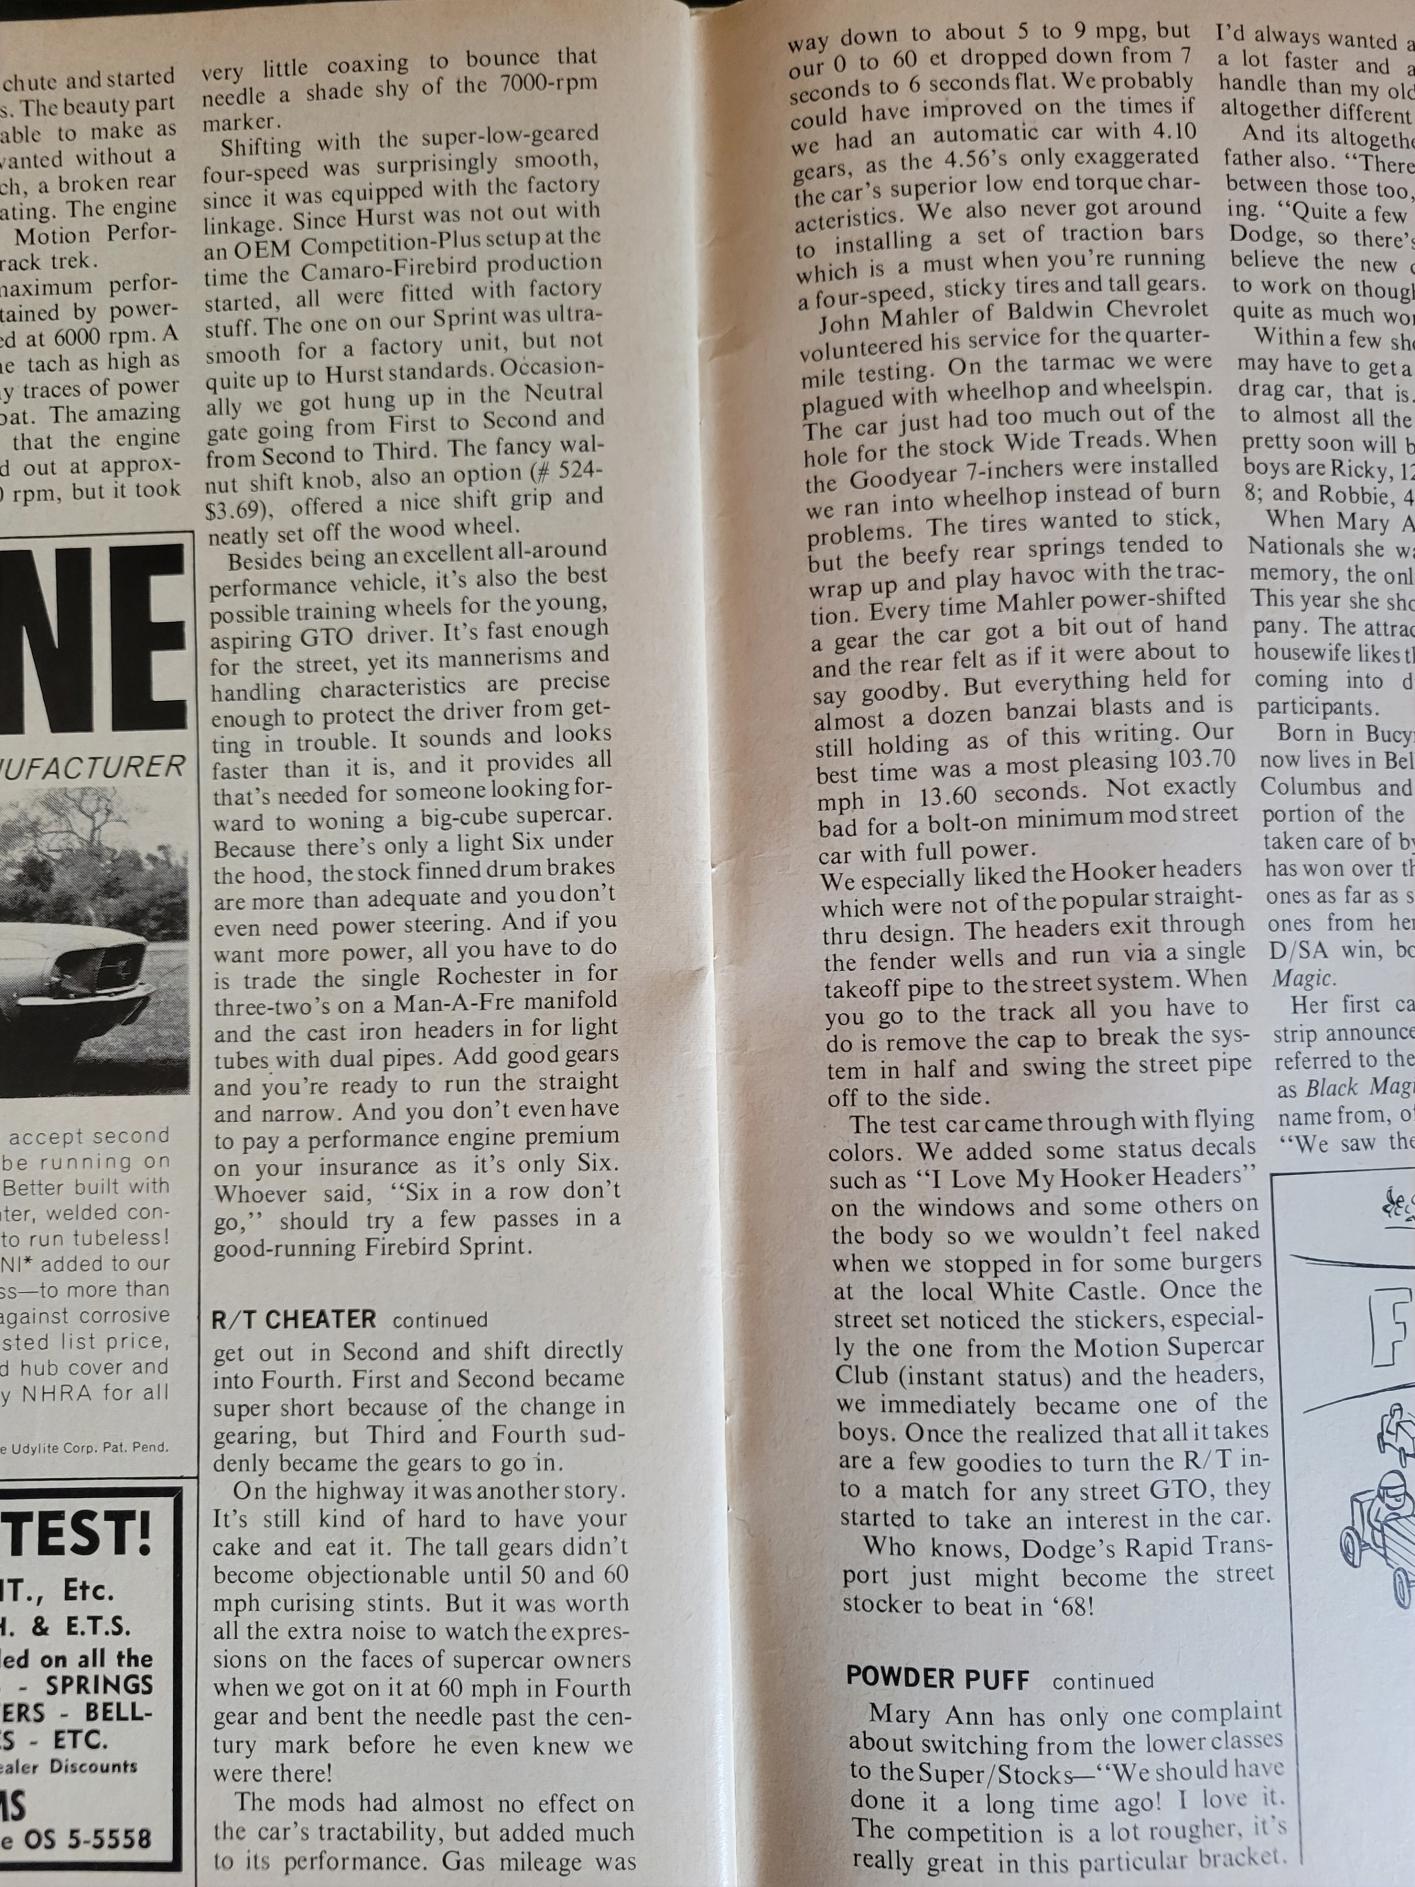 chute and started
s. The beauty part
able to make as
vanted without a
ch, a broken rear
ating. The engine
Motion Perfor-
rack trek.
naximum perfor-
tained by power-
ed at 6000 rpm. A
ne tach as high as
y traces of power
oat. The amazing
that the engine
d out at approx-
0 rpm, but it took
NE
NUFACTURER
accept second
be running on
Better built with
ter, welded con-
to run tubeless!
NI* added to our
ss—to more than
against corrosive
sted list price,
d hub cover and
y NHRA for all
e Udylite Corp. Pat. Pend.
TEST!
IT., Etc.
H. & E.T.S.
led on all the
- SPRINGS
ERS - BELL-
S - ETC.
ealer Discounts
MS
e OS 5-5558
very little coaxing to bounce that
needle a shade shy of the 7000-rpm
marker.
Shifting with the super-low-geared
four-speed was surprisingly smooth,
since it was equipped with the factory
linkage. Since Hurst was not out with
an OEM Competition-Plus setup at the
time the Camaro-Firebird production
started, all were fitted with factory
stuff. The one on our Sprint was ultra-
smooth for a factory unit, but not
quite up to Hurst standards. Occasion-
ally we got hung up in the Neutral
gate going from First to Second and
from Second to Third. The fancy wal-
nut shift knob, also an option (# 524-
$3.69), offered a nice shift grip and
neatly set off the wood wheel.
Besides being an excellent all-around
performance vehicle, it's also the best
possible training wheels for the young,
aspiring GTO driver. It's fast enough
for the street, yet its mannerisms and
handling characteristics are precise
enough to protect the driver from get-
ting in trouble. It sounds and looks
faster than it is, and it provides all
that's needed for someone looking for-
ward to woning a big-cube supercar.
Because there's only a light Six under
the hood, the stock finned drum brakes
are more than adequate and you don't
even need power steering. And if you
want more power, all you have to do
is trade the single Rochester in for
three-two's on a Man-A-Fre manifold
and the cast iron headers in for light
tubes with dual pipes. Add good gears
and you're ready to run the straight
and narrow. And you don't even have
to pay a performance engine premium
on your insurance as it's only Six.
Whoever said, "Six in a row don't
go," should try a few passes in a
good-running Firebird Sprint.
R/T CHEATER continued
get out in Second and shift directly
into Fourth. First and Second became
super short because of the change in
gearing, but Third and Fourth sud-
denly became the gears to go in.
On the highway it was another story.
It's still kind of hard to have your
cake and eat it. The tall gears didn't
become objectionable until 50 and 60
mph curising stints. But it was worth
all the extra noise to watch the expres-
sions on the faces of supercar owners
when we got on it at 60 mph in Fourth
gear and bent the needle past the cen-
tury mark before he even knew we
were there!
The mods had almost no effect on
the car's tractability, but added much
to its performance. Gas mileage was
way down to about 5 to 9 mpg, but
our 0 to 60 et dropped down from 7
seconds to 6 seconds flat. We probably
could have improved on the times if
we had an automatic car with 4.10
gears, as the 4.56's only exaggerated
the car's superior low end torque char-
acteristics. We also never got around
to installing a set of traction bars
which is a must when you're running
a four-speed, sticky tires and tall gears.
John Mahler of Baldwin Chevrolet
volunteered his service for the quarter-
mile testing. On the tarmac we were
plagued with wheelhop and wheelspin.
The car just had too much out of the
hole for the stock Wide Treads. When
the Goodyear 7-inchers were installed
we ran into wheelhop instead of burn
problems. The tires wanted to stick,
but the beefy rear springs tended to
wrap up and play havoc with the trac-
tion. Every time Mahler power-shifted
a gear the car got a bit out of hand
and the rear felt as if it were about to
say goodby. But everything held for
almost a dozen banzai blasts and is
still holding as of this writing. Our
best time was a most pleasing 103.70
mph in 13.60 seconds. Not exactly
bad for a bolt-on minimum mod street
car with full power.
We especially liked the Hooker headers
which were not of the popular straight-
thru design. The headers exit through
the fender wells and run via a single
takeoff pipe to the street system. When
you go to the track all you have to
do is remove the cap to break the sys-
tem in half and swing the street pipe
off to the side.
The test car came through with flying
colors. We added some status decals
such as "I Love My Hooker Headers"
on the windows and some others on
the body so we wouldn't feel naked
when we stopped in for some burgers
at the local White Castle. Once the
street set noticed the stickers, especial-
ly the one from the Motion Supercar
Club (instant status) and the headers,
we immediately became one of the
boys. Once the realized that all it takes
are a few goodies to turn the R/T in-
to a match for any street GTO, they
started to take an interest in the car.
Who knows, Dodge's Rapid Trans-
port just might become the street
stocker to beat in '68!
POWDER PUFF continued
Mary Ann has only one complaint
about switching from the lower classes
to the Super/Stocks—"We should have
done it a long time ago! I love it.
The competition is a lot rougher, it's
really great in this particular bracket.
I'd always wanted a
a lot faster and a
handle than my old
altogether different
And its altogethe
father also. "There
between those too,
ing. "Quite a few
Dodge, so there's
believe the new c
to work on though
quite as much wor
Within a few sho
may have to get a
drag car, that is.
to almost all the
pretty soon will b
boys are Ricky, 12
8; and Robbie, 4
When Mary A
Nationals she wa
memory, the onl
This year she sho
pany. The attrac
housewife likes th
coming into d
participants.
Born in Bucy
now lives in Bel
Columbus and
portion of the
taken care of by
has won over th
ones as far as s
ones from her
D/SA win, bo
Magic.
Her first ca
strip announce
referred to the
as Black Magi
name from, o
"We saw the
F